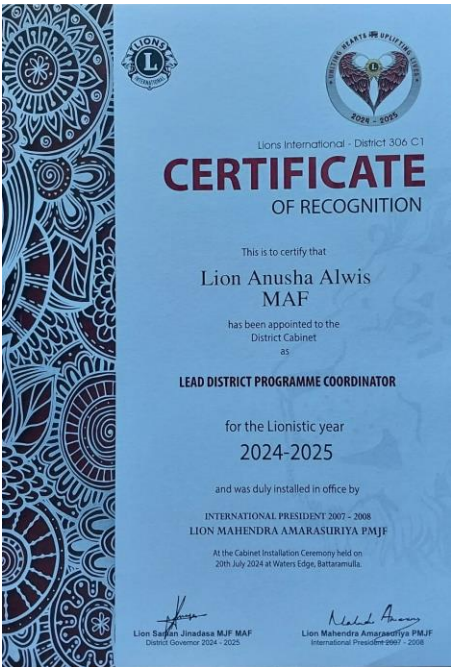 LIONS
L
INTERNATIONAL
UNITING HEARTS UPLIFTING LIVES
L
2024 - 2025
Lions International - District 306 C1
CERTIFICATE
OF RECOGNITION
This is to certify that
Lion Anusha Alwis
MAF
has been appointed to the
District Cabinet
as
LEAD DISTRICT PROGRAMME COORDINATOR
for the Lionistic year
2024-2025
and was duly installed in office by
INTERNATIONAL PRESIDENT 2007 - 2008
LION MAHENDRA AMARASURIYA PMJF
At the Cabinet Installation Ceremony held on
20th July 2024 at Waters Edge, Battaramulla.
Lion Jinadasa MJF MAF
District Governor 2024 - 2025
Lion Mahendra Amarasuriya PMJF
International President 2007 - 2008